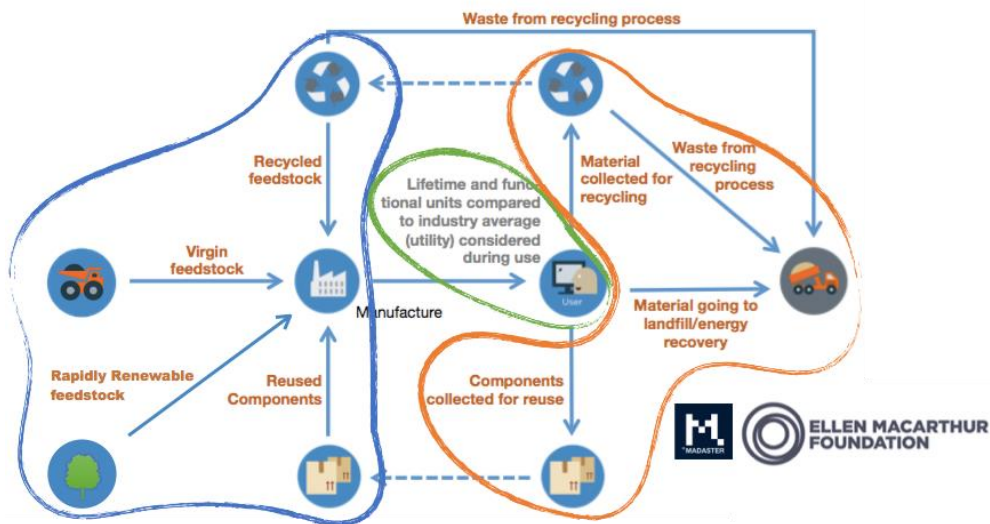 Waste from recycling process
Recycled
feedstock
Material
collected for
recycling
Waste from
recycling
process
Lifetime and func-
tional units compared
to industry average
(utility) considered
during use
Virgin
feedstock
Manufacture
User
Material going to
landfill/energy
recovery
Rapidly Renewable
feedstock
Reused
Components
Components
collected for reuse
M.
MADASTER
ELLEN MACARTHUR
FOUNDATION